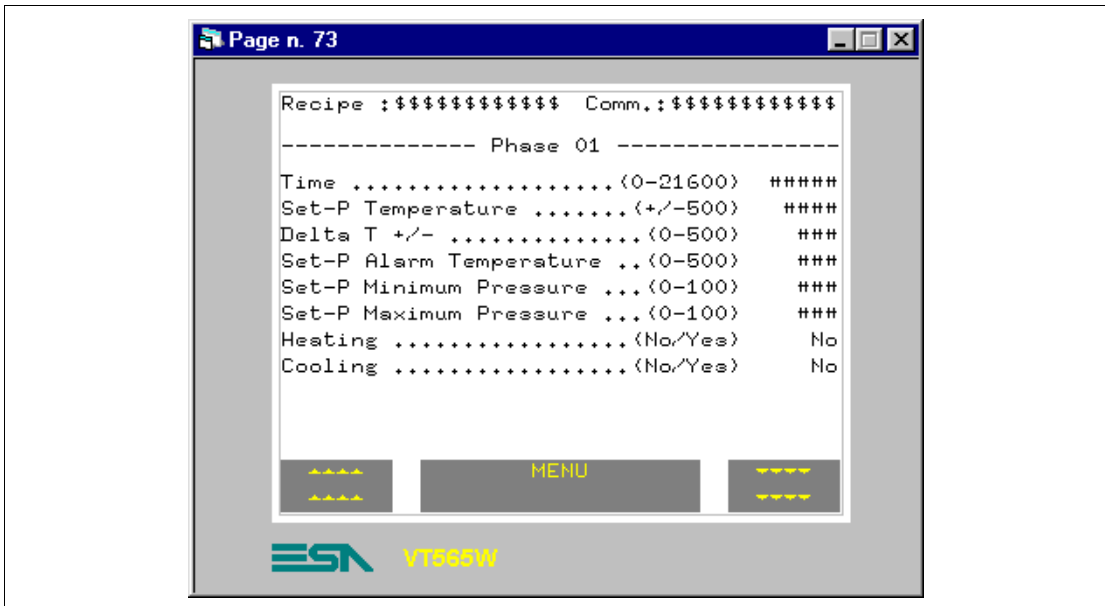 Page n. 73
Recipe :$$$$$$$$$$$$ Comm.:$$$$$$$$$$$$
-------------- Phase 01 ----------------
Time ...................(0-21600) #####
Set-P Temperature .......(+/-500) ####
Delta T +/- ..............(0-500) ###
Set-P Alarm Temperature ..(0-500) ###
Set-P Minimum Pressure ...(0-100) ###
Set-P Maximum Pressure ...(0-100) ###
Heating .................(No/Yes) No
Cooling .................(No/Yes) No
MENU
ESA VT565W